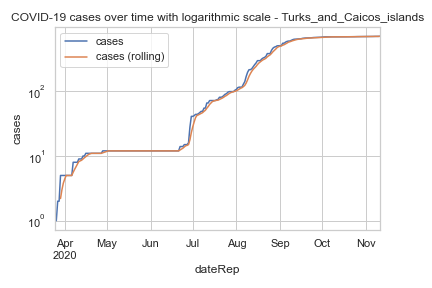 COVID-19 cases over time with logarithmic scale - Turks_and_Caicos_islands
cases
cases (rolling)
10²
10¹
10⁰
cases
Apr May Jun Jul Aug Sep Oct Nov
2020
dateRep